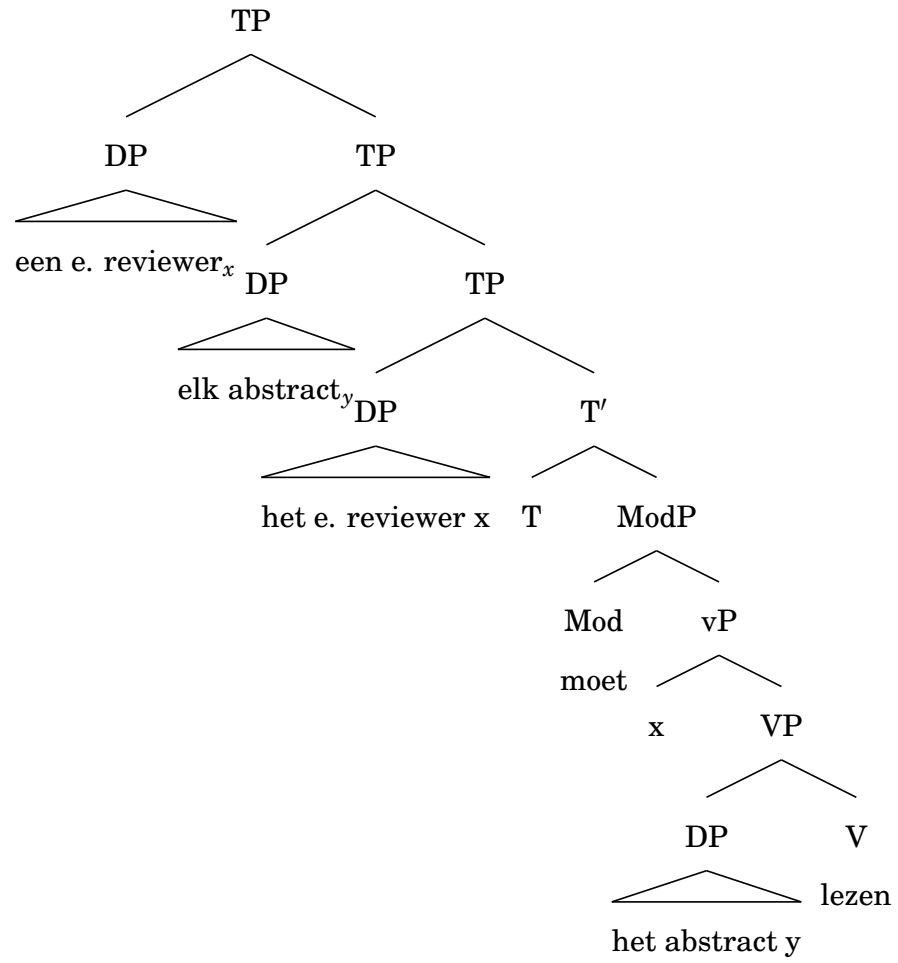 TP
DP TP
een e. reviewerₓ DP TP
elk abstract_y DP T′
het e. reviewer x T ModP
Mod vP
moet
x VP
DP V
lezen
het abstract y